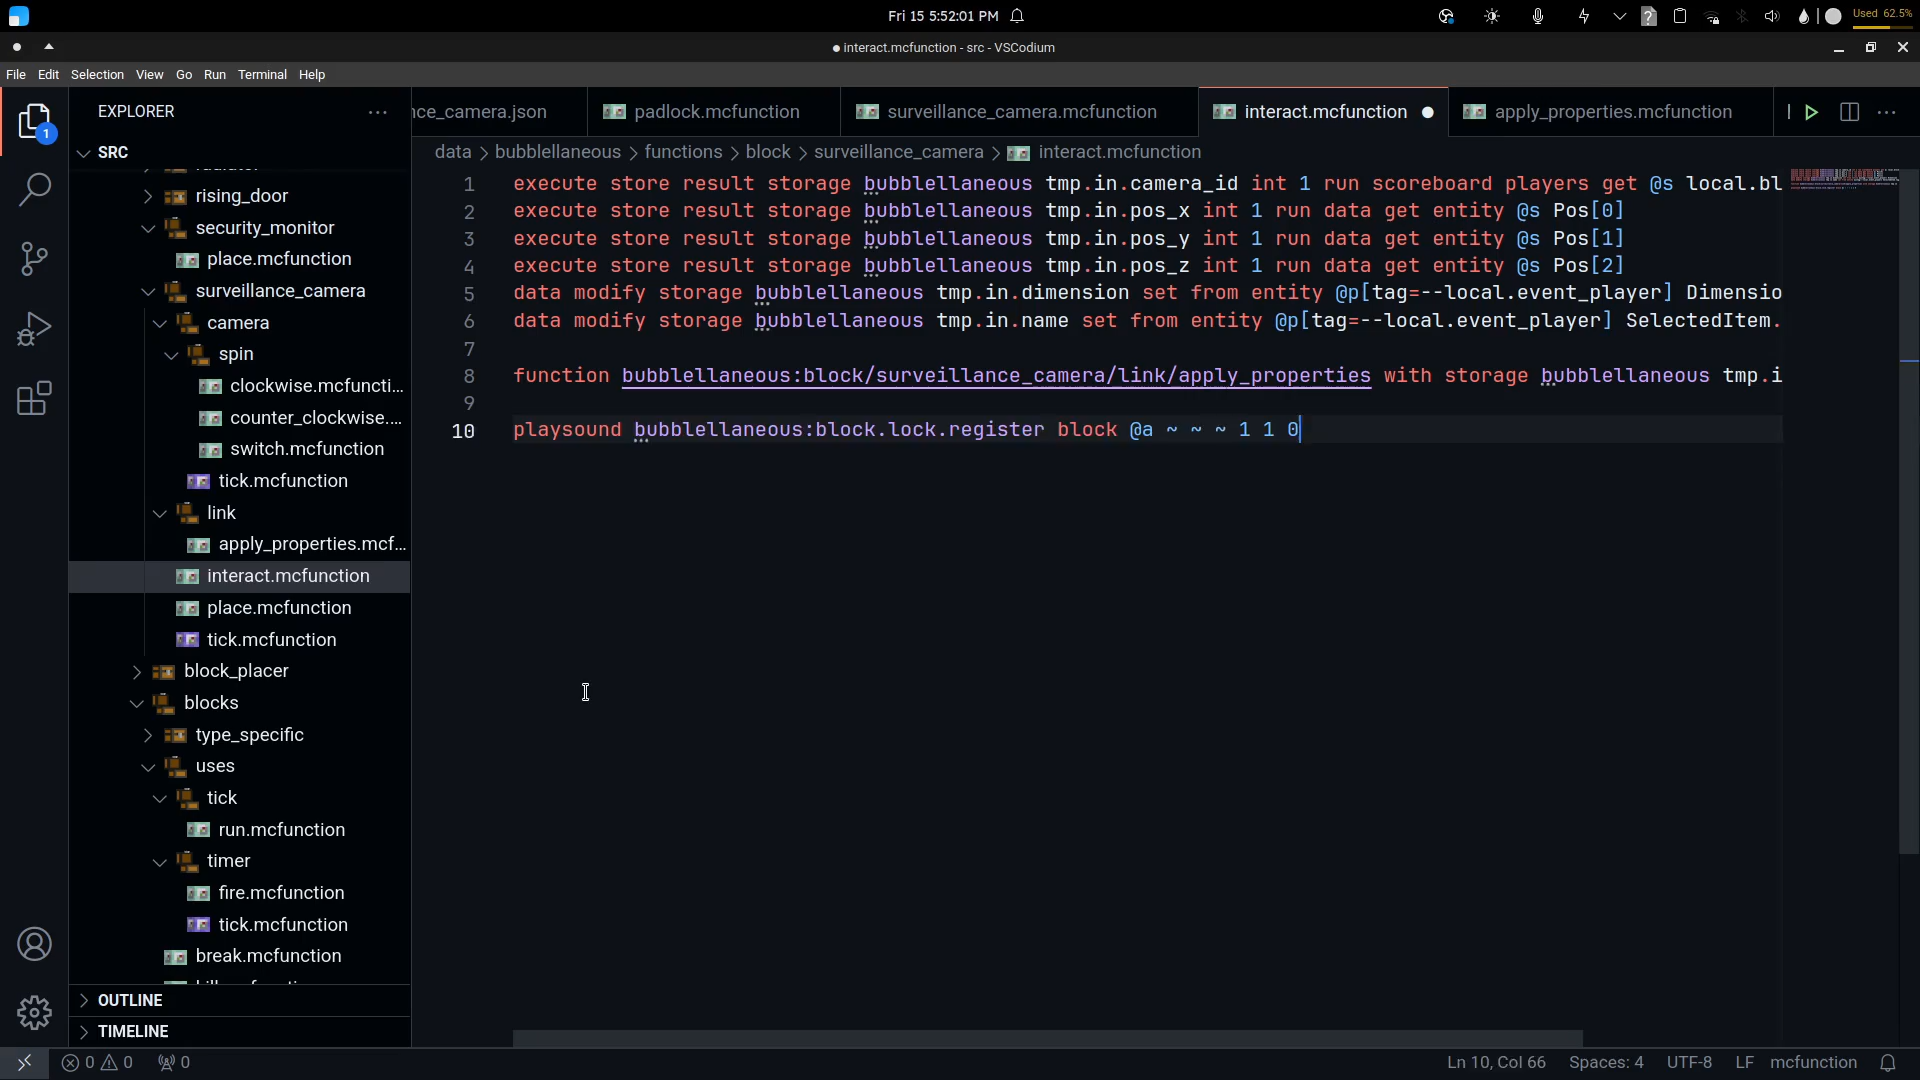 Fri 15 5:52:01 PM
Used 62.5%
interact.mcfunction - src - VSCodium
File Edit Selection View Go Run Terminal Help
EXPLORER
1
SRC
rising_door
security_monitor
place.mcfunction
surveillance_camera
camera
spin
clockwise.mcfuncti...
counter_clockwise....
switch.mcfunction
tick.mcfunction
link
apply_properties.mcf...
interact.mcfunction
place.mcfunction
tick.mcfunction
block_placer
blocks
type_specific
uses
tick
run.mcfunction
timer
fire.mcfunction
tick.mcfunction
break.mcfunction
OUTLINE
TIMELINE
nce_camera.json padlock.mcfunction surveillance_camera.mcfunction interact.mcfunction apply_properties.mcfunction
data > bubblellaneous > functions > block > surveillance_camera > interact.mcfunction
1 execute store result storage bubblellaneous tmp.in.camera_id int 1 run scoreboard players get @s local.bl
2 execute store result storage bubblellaneous tmp.in.pos_x int 1 run data get entity @s Pos[0]
3 execute store result storage bubblellaneous tmp.in.pos_y int 1 run data get entity @s Pos[1]
4 execute store result storage bubblellaneous tmp.in.pos_z int 1 run data get entity @s Pos[2]
5 data modify storage bubblellaneous tmp.in.dimension set from entity @p[tag=--local.event_player] Dimensio
6 data modify storage bubblellaneous tmp.in.name set from entity @p[tag=--local.event_player] SelectedItem.
7
8 function bubblellaneous:block/surveillance_camera/link/apply_properties with storage bubblellaneous tmp.i
9
10 playsound bubblellaneous:block.lock.register block @a ~ ~ ~ 1 1 0
0 0 0
Ln 10, Col 66 Spaces: 4 UTF-8 LF mcfunction